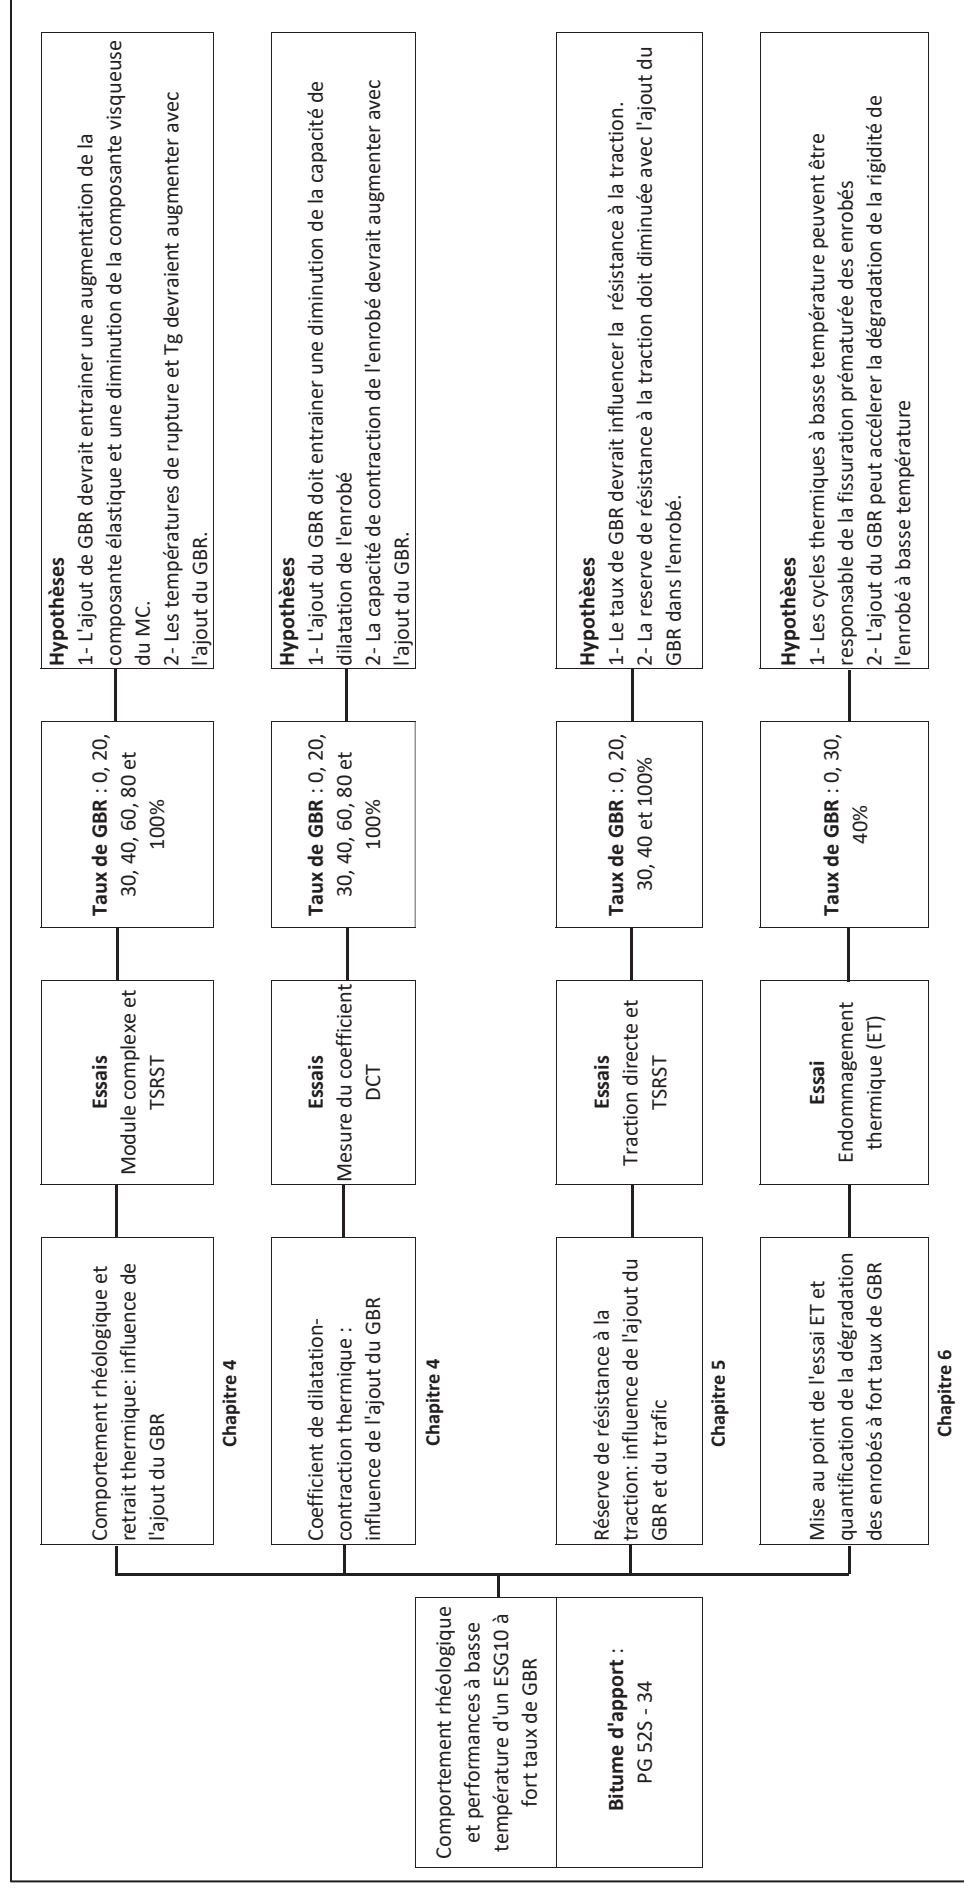 Comportement rhéologique
et performances à basse
température d'un ESG10 à
fort taux de GBR
Bitume d'apport :
PG 52S - 34
Comportement rhéologique et
retrait thermique: influence de
l'ajout du GBR
Chapitre 4
Essais
Module complexe et
TSRST
Taux de GBR : 0, 20,
30, 40, 60, 80 et
100%
Hypothèses
1- L'ajout de GBR devrait entrainer une augmentation de la
composante élastique et une diminution de la composante visqueuse
du MC.
2- Les températures de rupture et Tg devraient augmenter avec
l'ajout du GBR.
Coefficient de dilatation-
contraction thermique :
influence de l'ajout du GBR
Chapitre 4
Essais
Mesure du coefficient
DCT
Taux de GBR : 0, 20,
30, 40, 60, 80 et
100%
Hypothèses
1- L'ajout du GBR doit entrainer une diminution de la capacité de
dilatation de l'enrobé
2- La capacité de contraction de l'enrobé devrait augmenter avec
l'ajout du GBR.
Réserve de résistance à la
traction: influence de l'ajout du
GBR et du trafic
Chapitre 5
Essais
Traction directe et
TSRST
Taux de GBR : 0, 20,
30, 40 et 100%
Hypothèses
1- Le taux de GBR devrait influencer la résistance à la traction.
2- La reserve de résistance à la traction doit diminuée avec l'ajout du
GBR dans l'enrobé.
Mise au point de l'essai ET et
quantification de la dégradation
des enrobés à fort taux de GBR
Chapitre 6
Essai
Endommagement
thermique (ET)
Taux de GBR : 0, 30,
40%
Hypothèses
1- Les cycles thermiques à basse température peuvent être
responsable de la fissuration prématurée des enrobés
2- L'ajout du GBR peut accélerer la dégradation de la rigidité de
l'enrobé à basse température